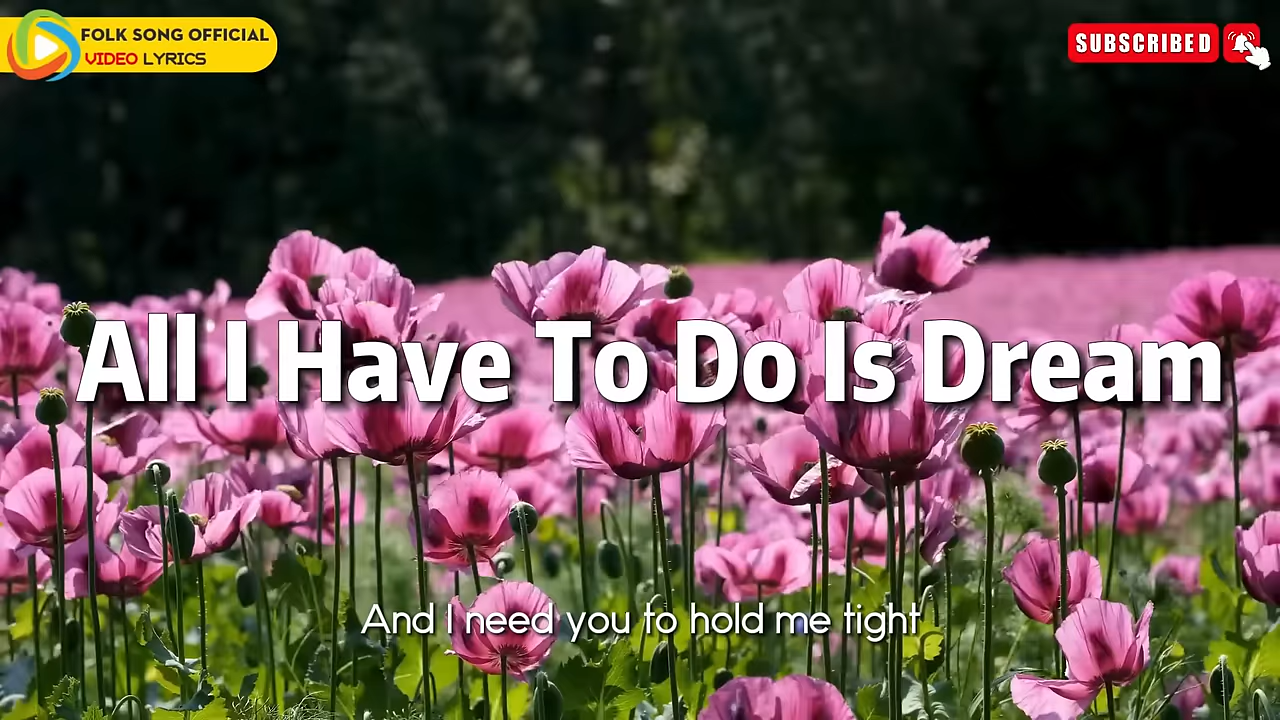 FOLK SONG OFFICIAL
VIDEO LYRICS
SUBSCRIBED
All I Have To Do Is Dream
And I need you to hold me tight